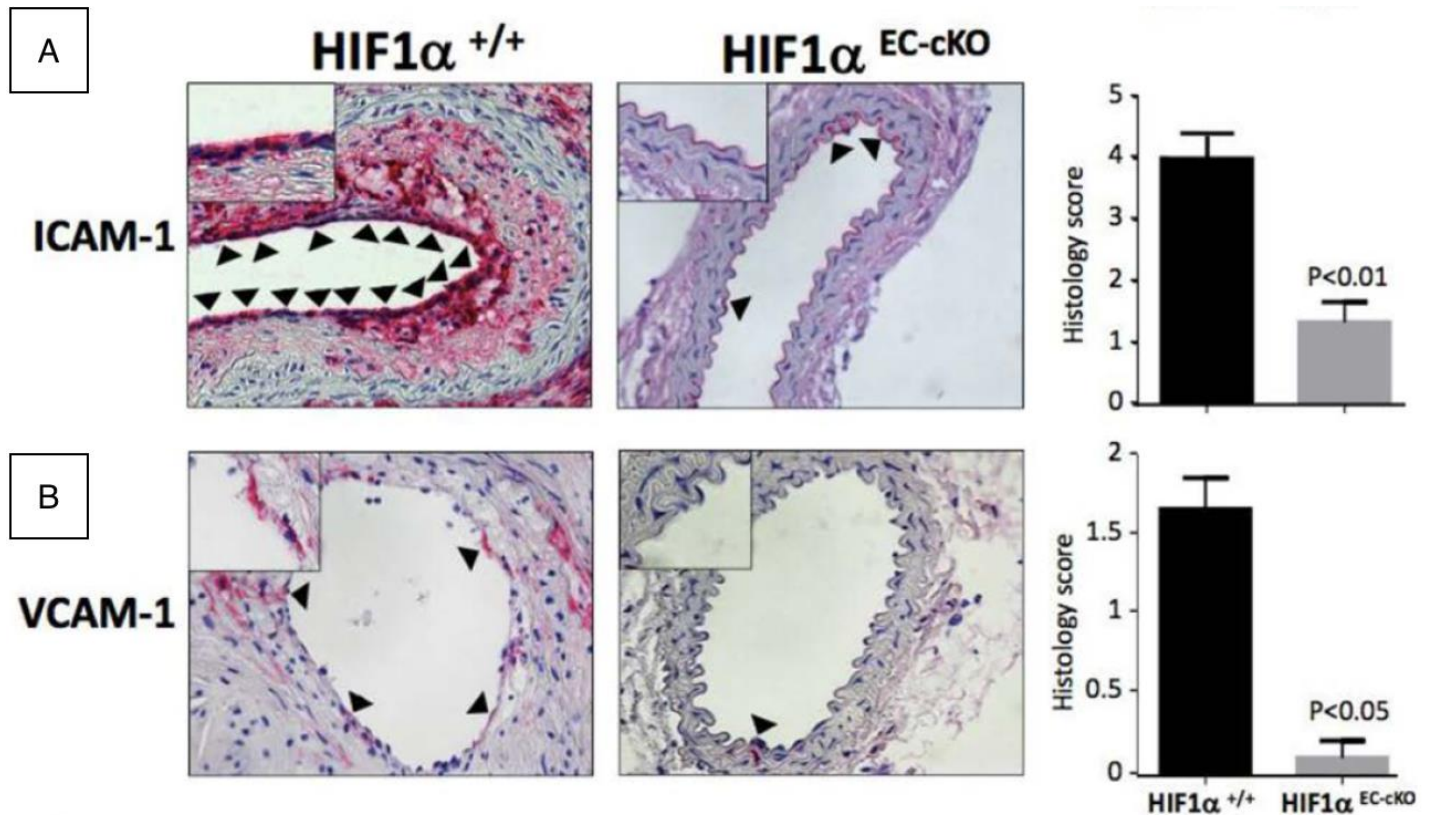 A
HIF1α +/+
HIF1α EC-cKO
ICAM-1
5
4
3
2
1
0
Histology score
P<0.01
B
VCAM-1
2
1.5
1
0.5
0
Histology score
P<0.05
HIF1α +/+
HIF1α EC-cKO